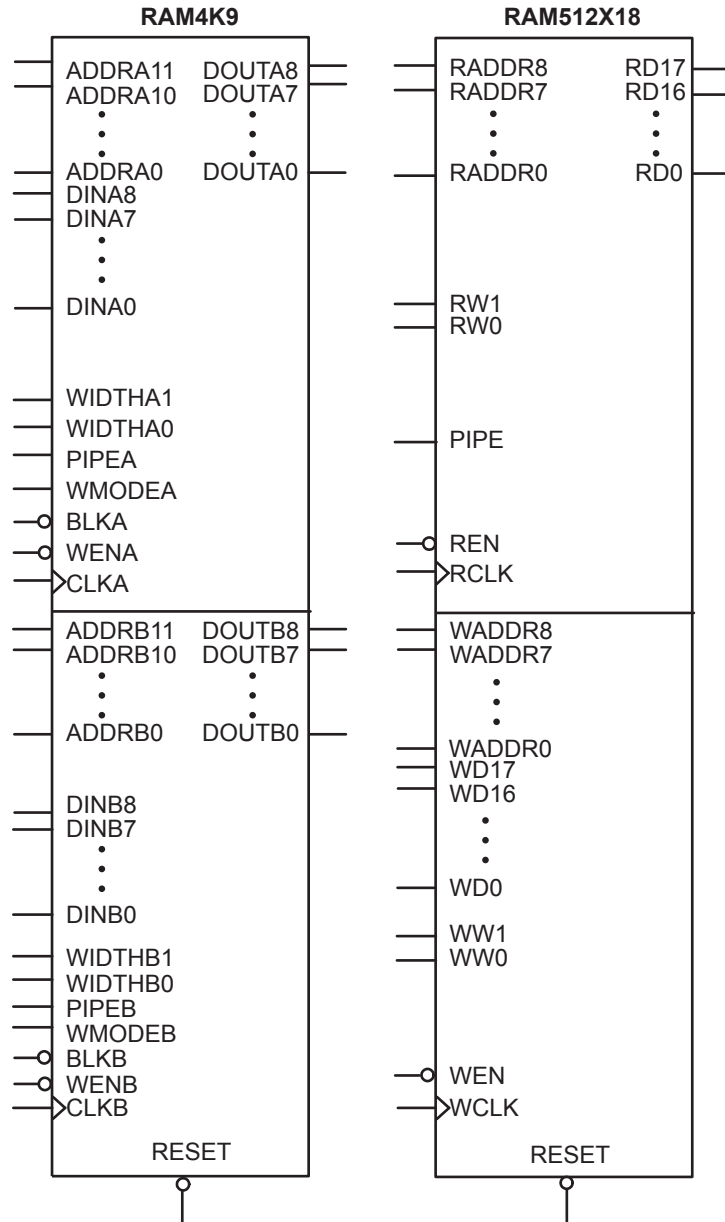 RAM4K9
ADDRA11 DOUTA8
ADDRA10 DOUTA7
ADDRA0 DOUTA0
DINA8
DINA7
DINA0
WIDTHA1
WIDTHA0
PIPEA
WMODEA
BLKA
WENA
CLKA
ADDRB11 DOUTB8
ADDRB10 DOUTB7
ADDRB0 DOUTB0
DINB8
DINB7
DINB0
WIDTHB1
WIDTHB0
PIPEB
WMODEB
BLKB
WENB
CLKB
RESET
RAM512X18
RADDR8 RD17
RADDR7 RD16
RADDR0 RD0
RW1
RW0
PIPE
REN
RCLK
WADDR8
WADDR7
WADDR0
WD17
WD16
WD0
WW1
WW0
WEN
WCLK
RESET